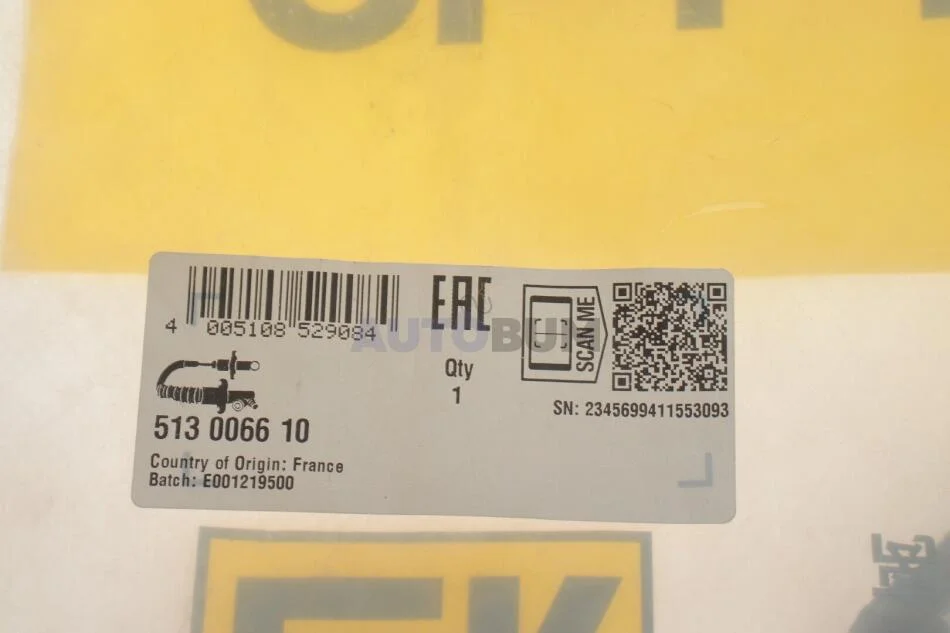 EAC
SCAN ME
4 005108 529084
AUTOBUM
Qty
1
SN: 2345699411553093
513 0066 10
Country of Origin: France
Batch: E001219500